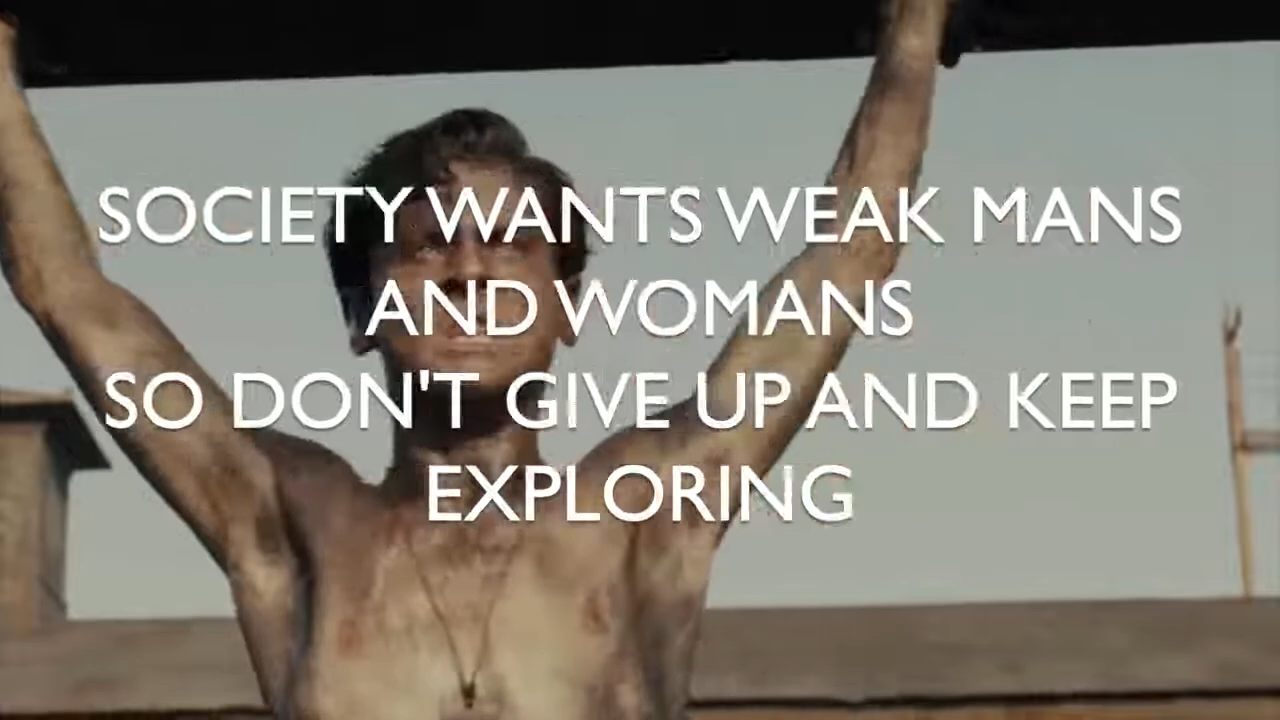 SOCIETY WANTS WEAK MANS
AND WOMANS
SO DON'T GIVE UP AND KEEP
EXPLORING